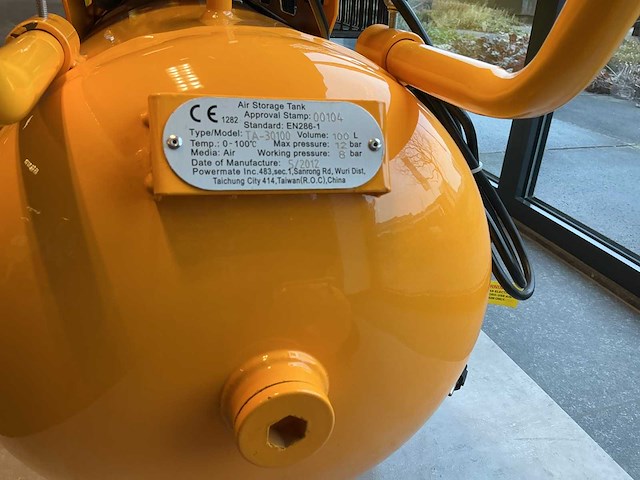 Air Storage Tank
CE 1282 Approval Stamp: 00104
Standard: EN286-1
Type/Model: TA-30100 Volume: 100 L
Temp.: 0-100℃ Max pressure: 12 bar
Media: Air Working pressure: 8 bar
Date of Manufacture: 5/2012
Powermate Inc.483,sec.1,Sanrong Rd, Wuri Dist,
Taichung City 414,Taiwan(R.O.C),China